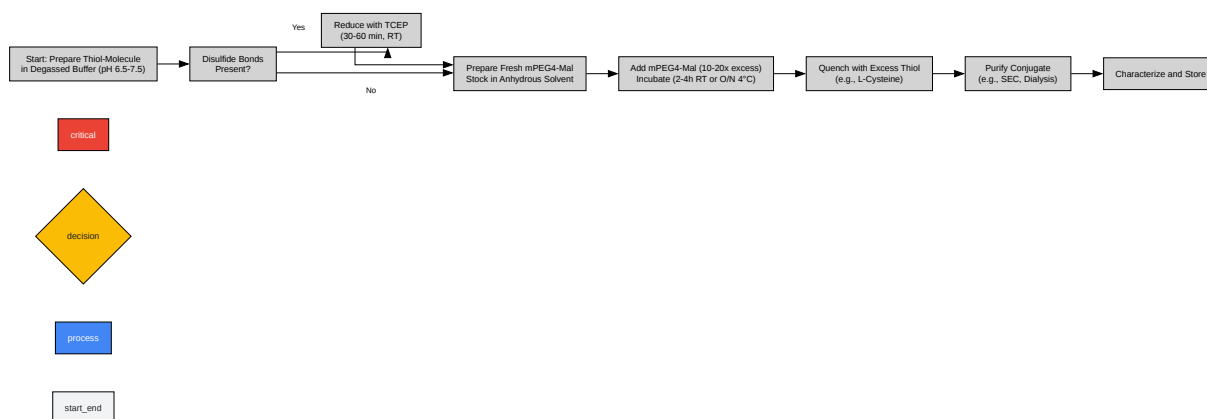 Start: Prepare Thiol-Molecule
in Degassed Buffer (pH 6.5-7.5)
Disulfide Bonds
Present?
Yes
Reduce with TCEP
(30-60 min, RT)
No
Prepare Fresh mPEG4-Mal
Stock in Anhydrous Solvent
Add mPEG4-Mal (10-20x excess)
Incubate (2-4h RT or O/N 4°C)
Quench with Excess Thiol
(e.g., L-Cysteine)
Purify Conjugate
(e.g., SEC, Dialysis)
Characterize and Store
critical
decision
process
start_end